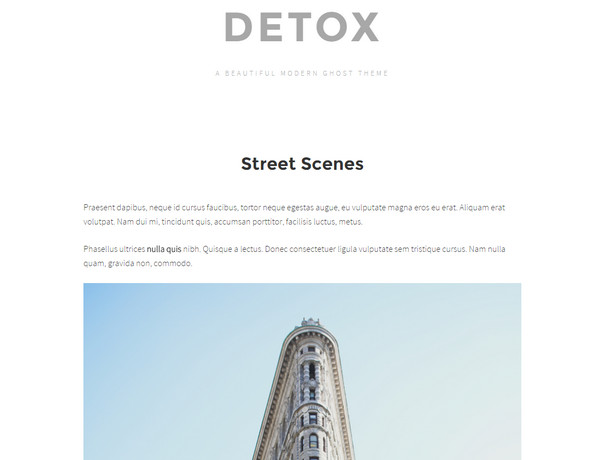 DETOX
A BEAUTIFUL MODERN GHOST THEME
Street Scenes
Praesent dapibus, neque id cursus faucibus, tortor neque egestas augue, eu vulputate magna eros eu erat. Aliquam erat
volutpat. Nam dui mi, tincidunt quis, accumsan porttitor, facilisis luctus, metus.
Phasellus ultrices nulla quis nibh. Quisque a lectus. Donec consectetuer ligula vulputate sem tristique cursus. Nam nulla
quam, gravida non, commodo.